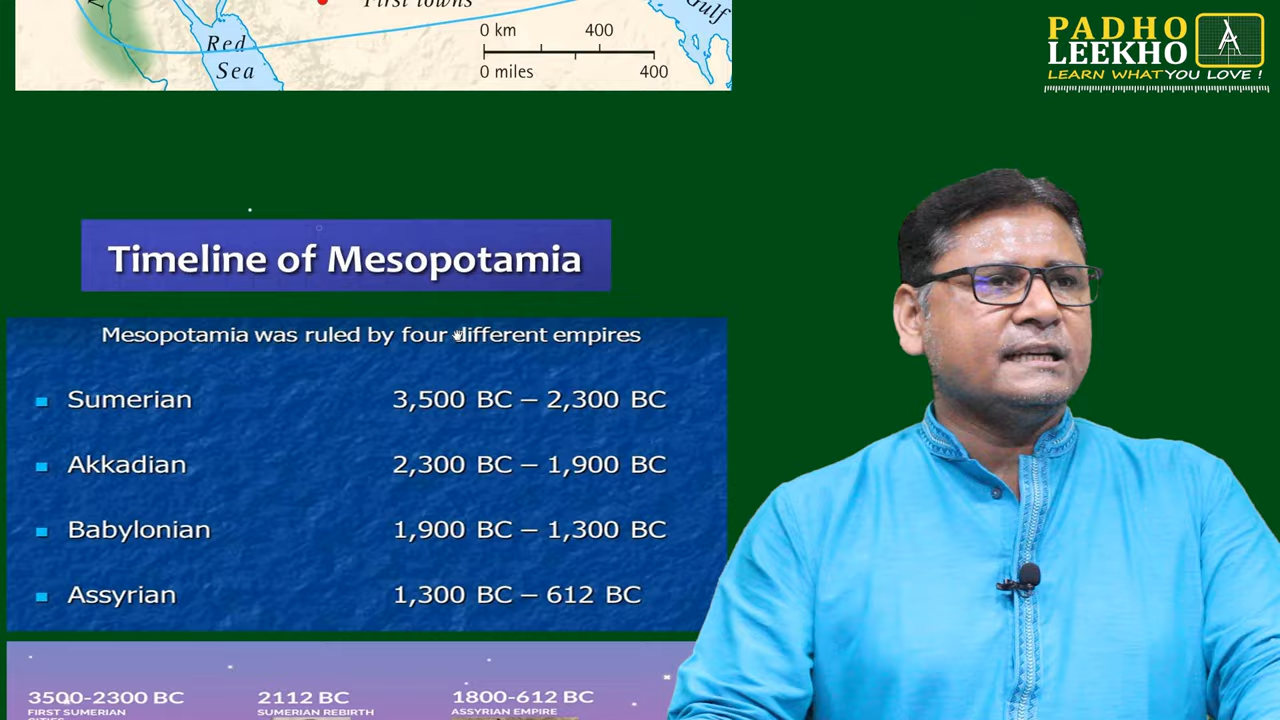 First towns
Gulf
0 km 400
Red
Sea
0 miles 400
PADHO
LEEKHO
LEARN WHAT YOU LOVE !
Timeline of Mesopotamia
Mesopotamia was ruled by four different empires
Sumerian 3,500 BC – 2,300 BC
Akkadian 2,300 BC – 1,900 BC
Babylonian 1,900 BC – 1,300 BC
Assyrian 1,300 BC – 612 BC
3500-2300 BC 2112 BC 1800-612 BC
FIRST SUMERIAN SUMERIAN REBIRTH ASSYRIAN EMPIRE
CITIES